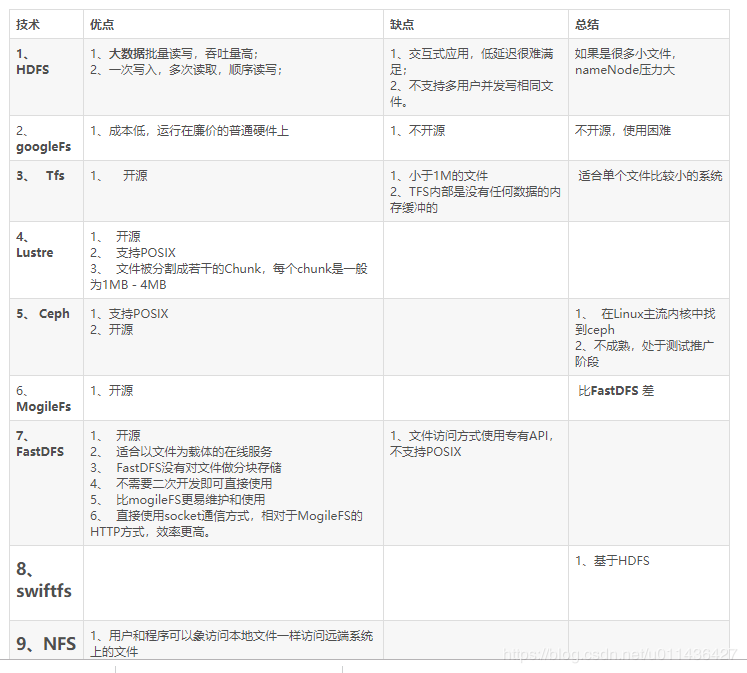 技术 优点 缺点 总结
1、
HDFS
1、大数据批量读写，吞吐量高；
2、一次写入，多次读取，顺序读写；
1、交互式应用，低延迟很难满
足；
2、不支持多用户并发写相同文
件。
如果是很多小文件，
nameNode压力大
2、
googleFs
1、成本低，运行在廉价的普通硬件上
1、不开源
不开源，使用困难
3、 Tfs
1、 开源
1、小于1M的文件
2、TFS内部是没有任何数据的内
存缓冲的
适合单个文件比较小的系统
4、
Lustre
1、 开源
2、 支持POSIX
3、 文件被分割成若干的Chunk，每个chunk是一般
为1MB－4MB
5、 Ceph
1、支持POSIX
2、开源
1、 在Linux主流内核中找
到ceph
2、不成熟，处于测试推广
阶段
6、
MogileFs
1、开源
比FastDFS 差
7、
FastDFS
1、 开源
2、 适合以文件为载体的在线服务
3、 FastDFS没有对文件做分块存储
4、 不需要二次开发即可直接使用
5、 比mogileFS更易维护和使用
6、 直接使用socket通信方式，相对于MogileFS的
HTTP方式，效率更高。
1、文件访问方式使用专有API，
不支持POSIX
8、
swiftfs
1、基于HDFS
9、NFS
1、用户和程序可以象访问本地文件一样访问远端系统
上的文件
https://blog.csdn.net/u011436427